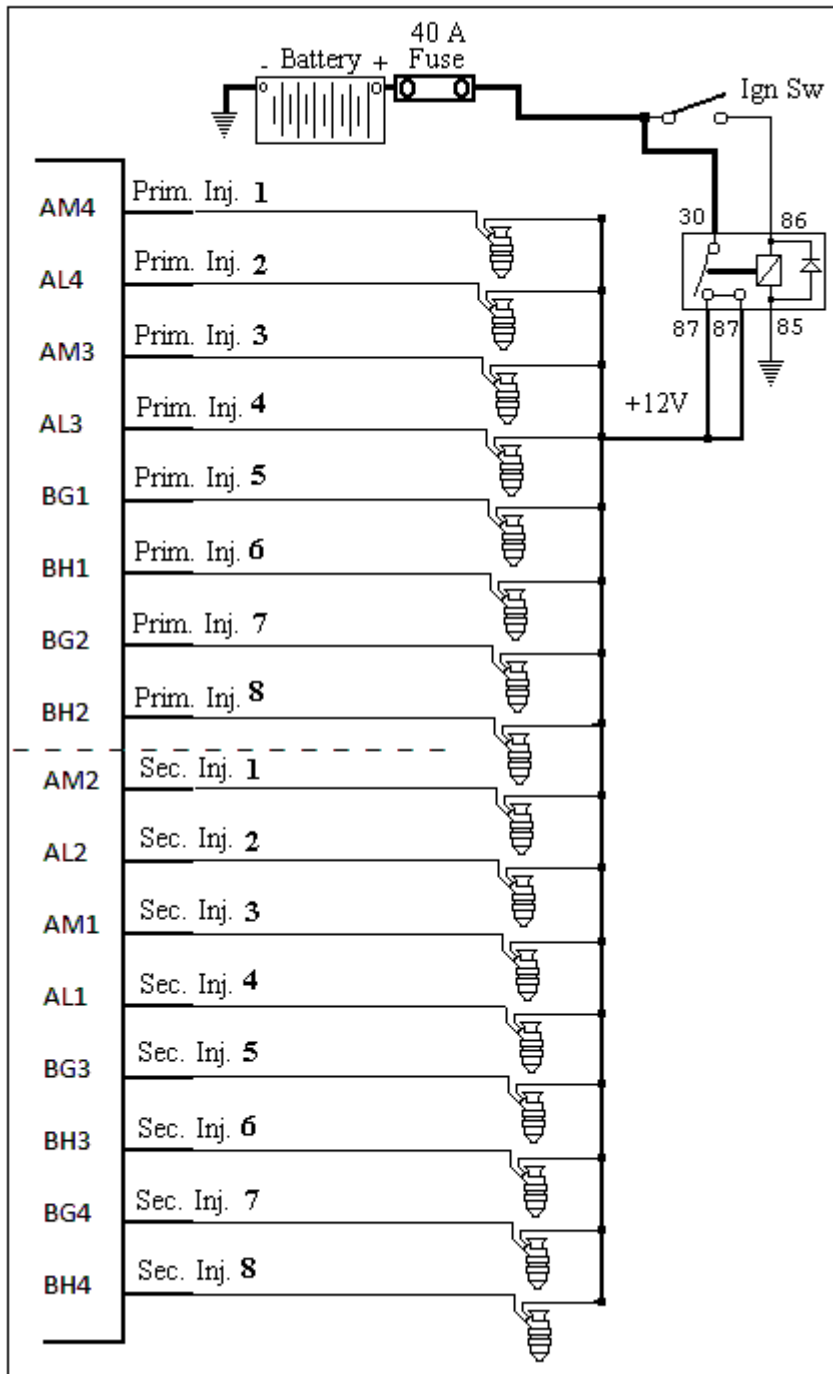 40 A
- Battery + Fuse
Ign Sw
30 86
87 87 85
+12V
AM4 Prim. Inj. 1
AL4 Prim. Inj. 2
AM3 Prim. Inj. 3
AL3 Prim. Inj. 4
BG1 Prim. Inj. 5
BH1 Prim. Inj. 6
BG2 Prim. Inj. 7
BH2 Prim. Inj. 8
AM2 Sec. Inj. 1
AL2 Sec. Inj. 2
AM1 Sec. Inj. 3
AL1 Sec. Inj. 4
BG3 Sec. Inj. 5
BH3 Sec. Inj. 6
BG4 Sec. Inj. 7
BH4 Sec. Inj. 8